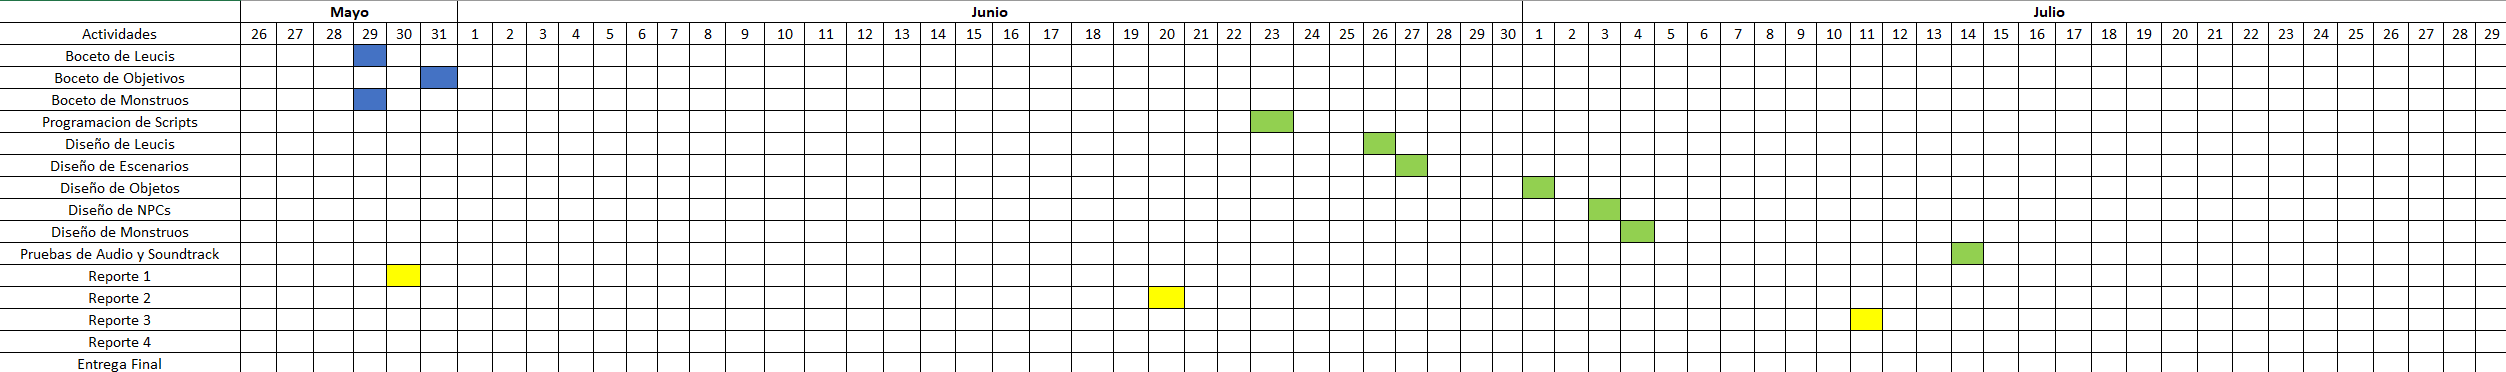 Mayo Junio Julio
Actividades 26 27 28 29 30 31 1 2 3 4 5 6 7 8 9 10 11 12 13 14 15 16 17 18 19 20 21 22 23 24 25 26 27 28 29 30 1 2 3 4 5 6 7 8 9 10 11 12 13 14 15 16 17 18 19 20 21 22 23 24 25 26 27 28 29
Boceto de Leucis
Boceto de Objetivos
Boceto de Monstruos
Programacion de Scripts
Diseño de Leucis
Diseño de Escenarios
Diseño de Objetos
Diseño de NPCs
Diseño de Monstruos
Pruebas de Audio y Soundtrack
Reporte 1
Reporte 2
Reporte 3
Reporte 4
Entrega Final